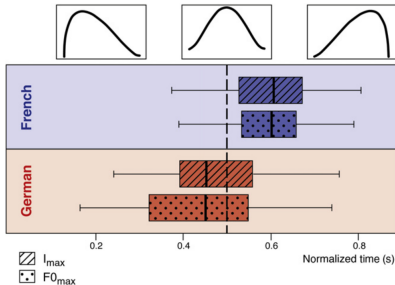 French
German
0.2 0.4 0.6 0.8
Normalized time (s)
Imax
F0max